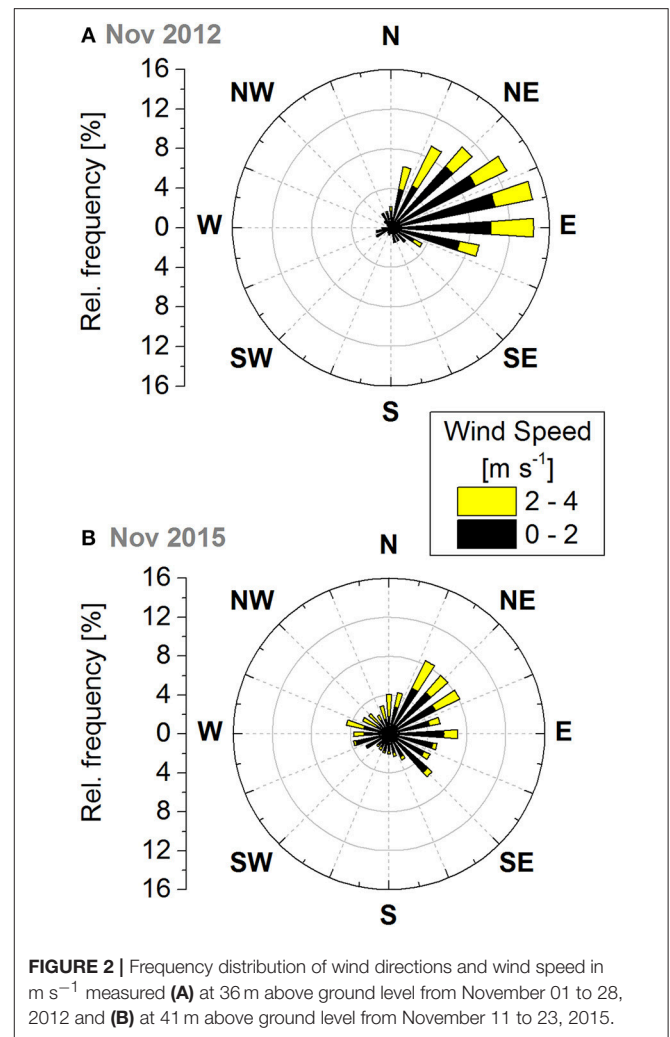 A Nov 2012
N
NW
NE
W
E
SW
SE
S
16
12
8
4
0
4
8
12
16
Rel. frequency [%]
Wind Speed
[m s⁻¹]
2 - 4
0 - 2
B Nov 2015
N
NW
NE
W
E
SW
SE
S
16
12
8
4
0
4
8
12
16
Rel. frequency [%]
FIGURE 2 | Frequency distribution of wind directions and wind speed in
m s⁻¹ measured (A) at 36 m above ground level from November 01 to 28,
2012 and (B) at 41 m above ground level from November 11 to 23, 2015.